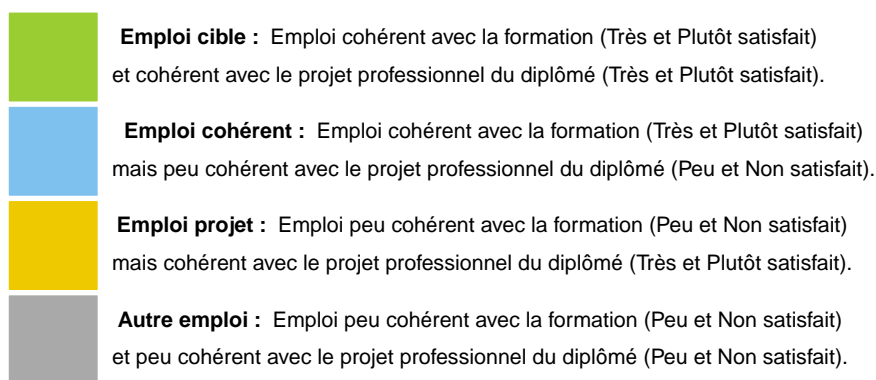 Emploi cible : Emploi cohérent avec la formation (Très et Plutôt satisfait)
et cohérent avec le projet professionnel du diplômé (Très et Plutôt satisfait).
Emploi cohérent : Emploi cohérent avec la formation (Très et Plutôt satisfait)
mais peu cohérent avec le projet professionnel du diplômé (Peu et Non satisfait).
Emploi projet : Emploi peu cohérent avec la formation (Peu et Non satisfait)
mais cohérent avec le projet professionnel du diplômé (Très et Plutôt satisfait).
Autre emploi : Emploi peu cohérent avec la formation (Peu et Non satisfait)
et peu cohérent avec le projet professionnel du diplômé (Peu et Non satisfait).